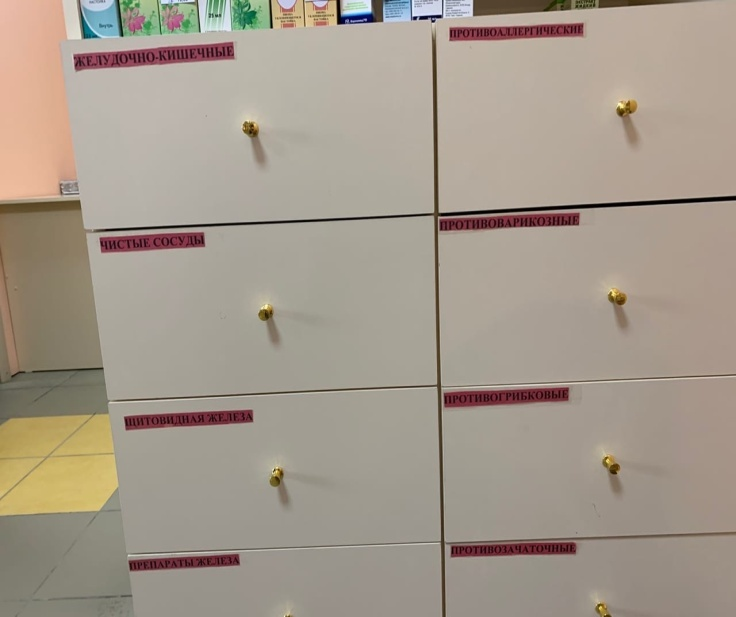 ЖЕЛУДОЧНО-КИШЕЧНЫЕ
ПРОТИВОАЛЛЕРГИЧЕСКИЕ
ЧИСТЫЕ СОСУДЫ
ПРОТИВОВАРИКОЗНЫЕ
ЩИТОВИДНАЯ ЖЕЛЕЗА
ПРОТИВОГРИБКОВЫЕ
ПРЕПАРАТЫ ЖЕЛЕЗА
ПРОТИВОЗАЧАТОЧНЫЕ